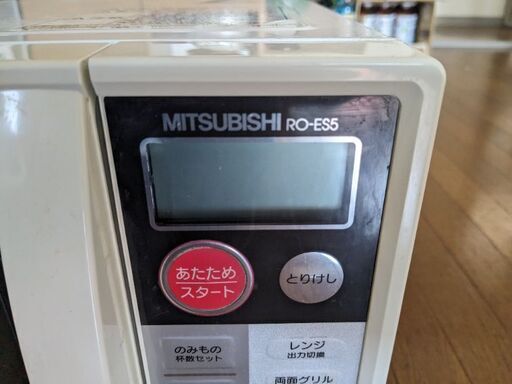 MITSUBISHI RO-ES5
あたため
スタート
とりけし
のみもの
杯数セット
レンジ
出力切換
両面グリル